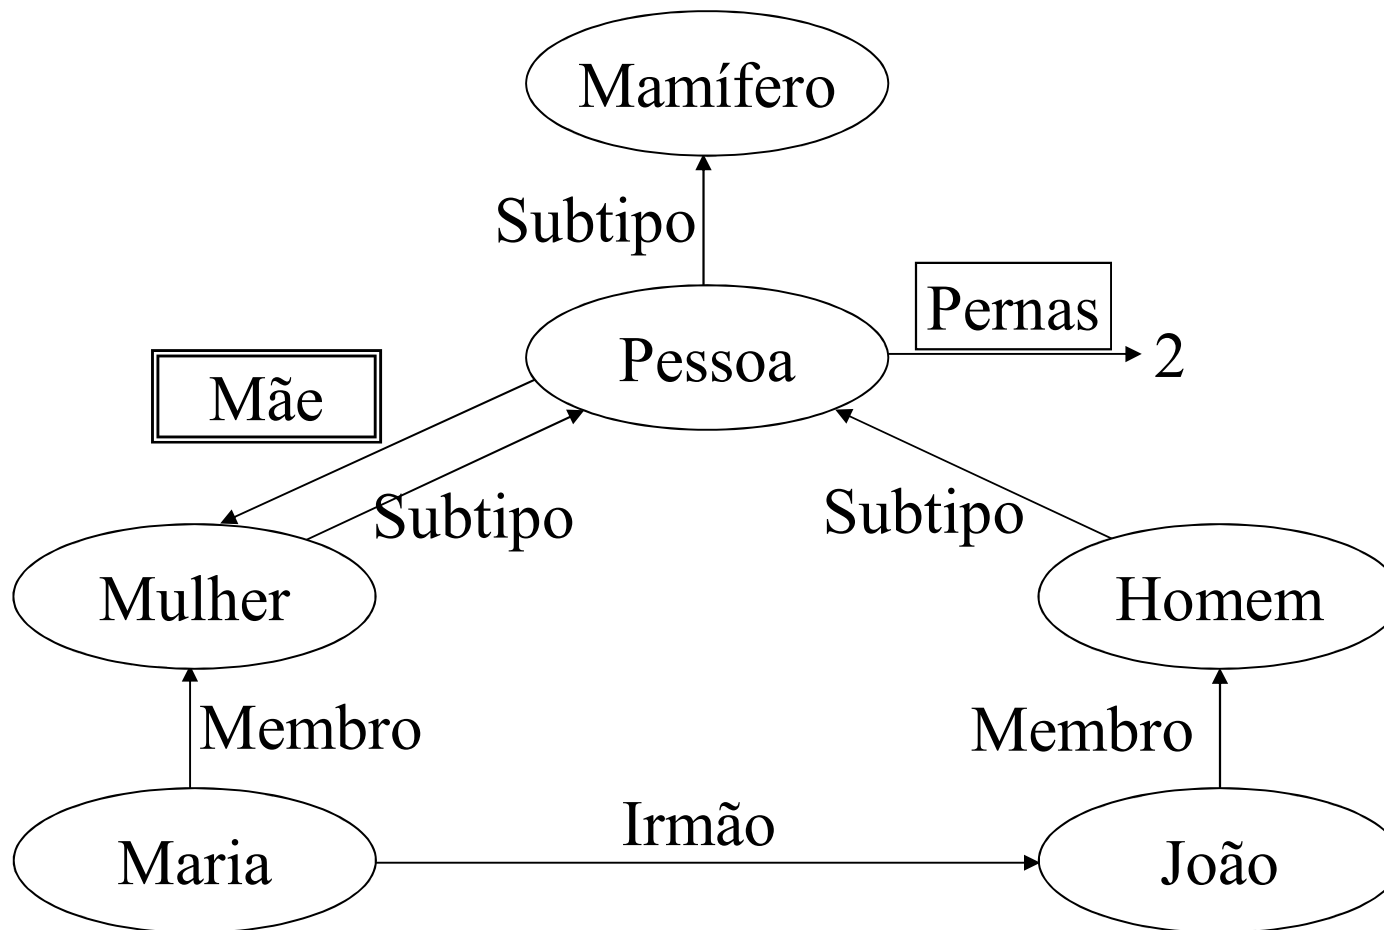 Mamífero
Subtipo
Pernas
Pessoa
2
Mãe
Subtipo
Subtipo
Mulher
Homem
Membro
Membro
Irmão
Maria
João